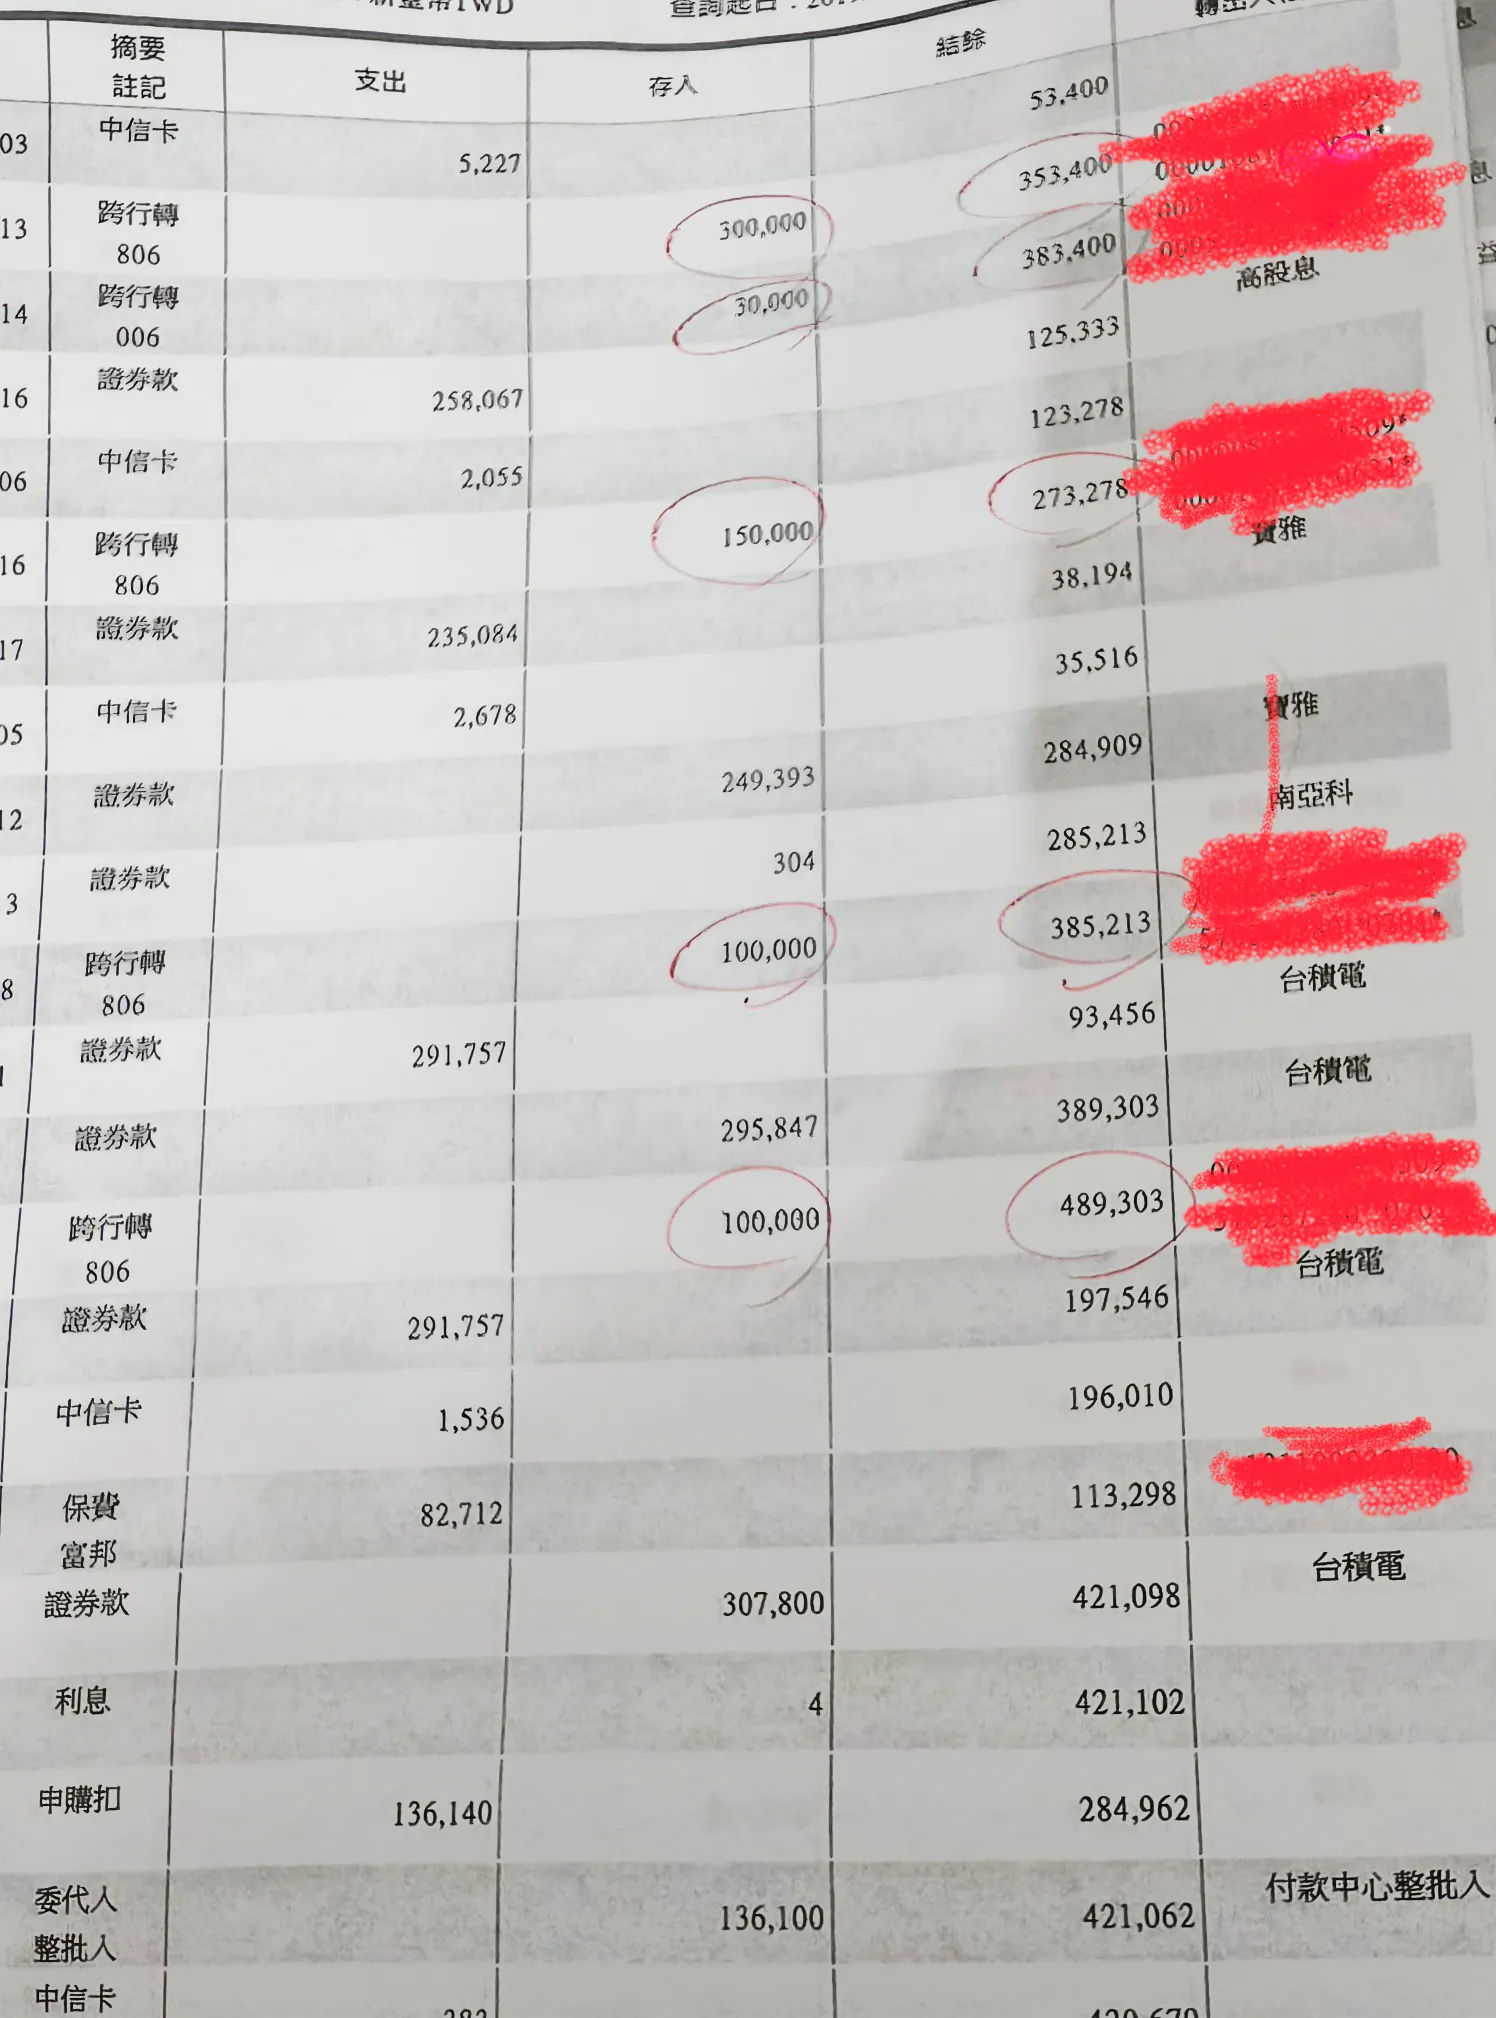 新臺幣TWD
查詢起日：201
摘要
註記 支出 存入 結餘
03 中信卡 5,227 53,400
13 跨行轉 300,000 353,400
806
14 跨行轉 30,000 383,400
006
16 證券款 258,067 125,333 高股息
06 中信卡 2,055 123,278
16 跨行轉 150,000 273,278
806
17 證券款 235,084 38,194 寶雅
05 中信卡 2,678 35,516
12 證券款 249,393 284,909 寶雅
3 證券款 304 285,213 南亞科
8 跨行轉 100,000 385,213
806
證券款 291,757 93,456 台積電
證券款 295,847 389,303 台積電
跨行轉 100,000 489,303
806
證券款 291,757 197,546 台積電
中信卡 1,536 196,010
保費 82,712 113,298
富邦
證券款 307,800 421,098 台積電
利息 4 421,102
申購扣 136,140 284,962
委代人 136,100 421,062 付款中心整批入
整批入
中信卡